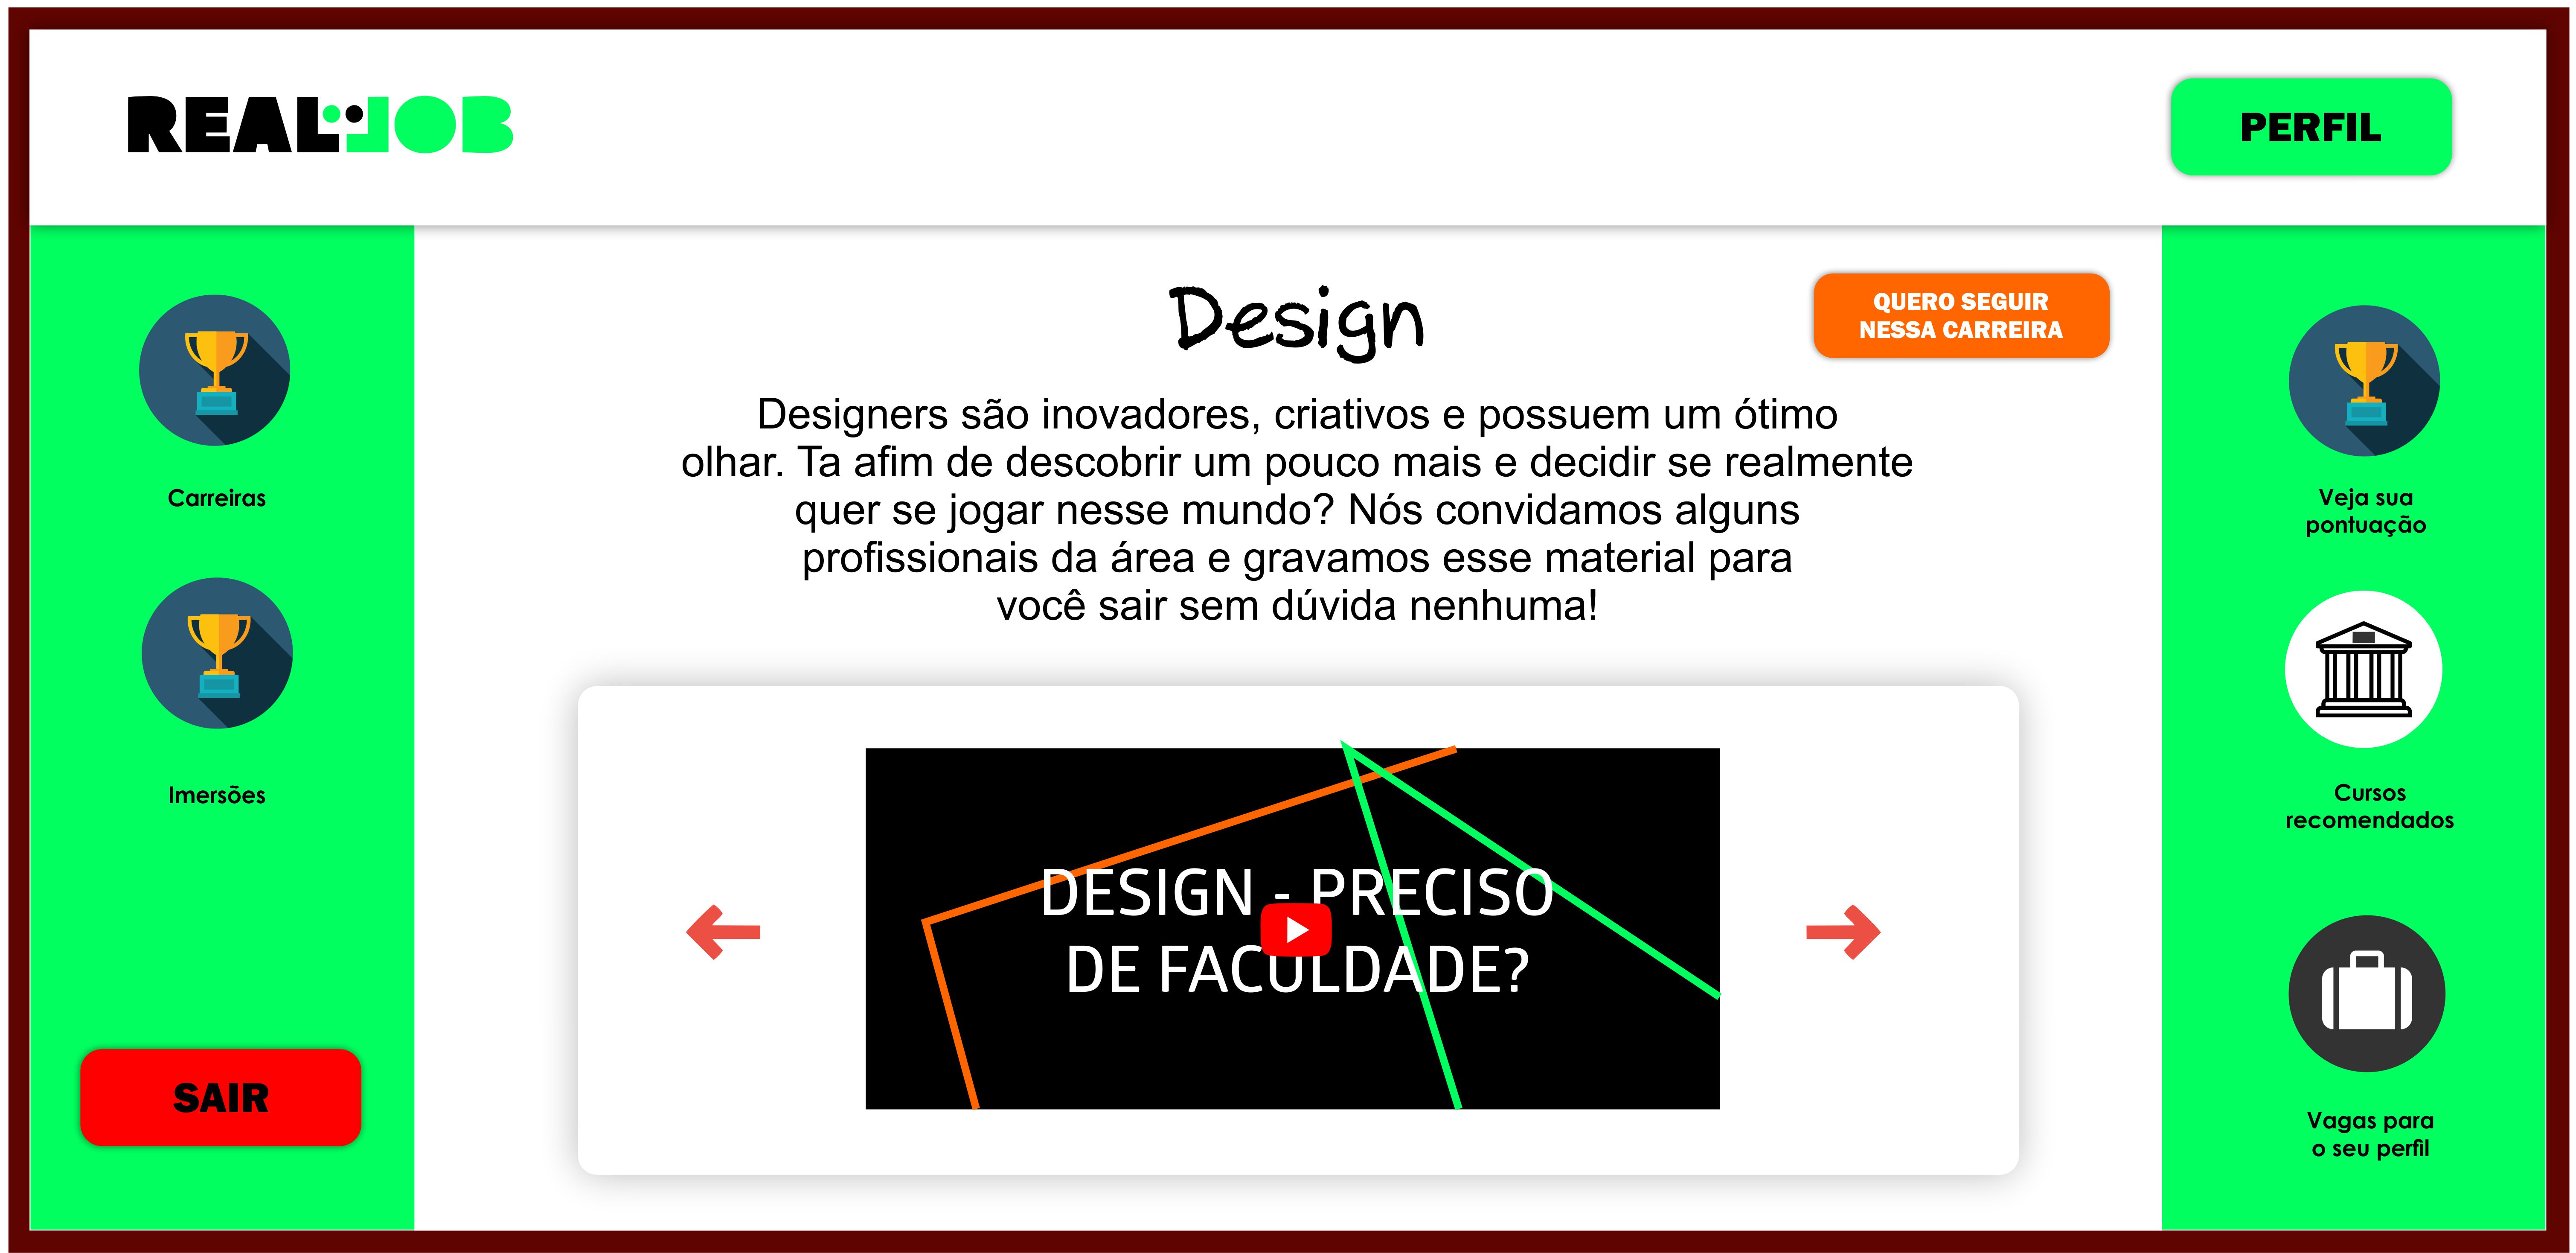 REAL JOB
PERFIL
Carreiras
Imersões
SAIR
Design
QUERO SEGUIR
NESSA CARREIRA
Designers são inovadores, criativos e possuem um ótimo
olhar. Ta afim de descobrir um pouco mais e decidir se realmente
quer se jogar nesse mundo? Nós convidamos alguns
profissionais da área e gravamos esse material para
você sair sem dúvida nenhuma!
DESIGN - PRECISO
DE FACULDADE?
Veja sua
pontuação
Cursos
recomendados
Vagas para
o seu perfil